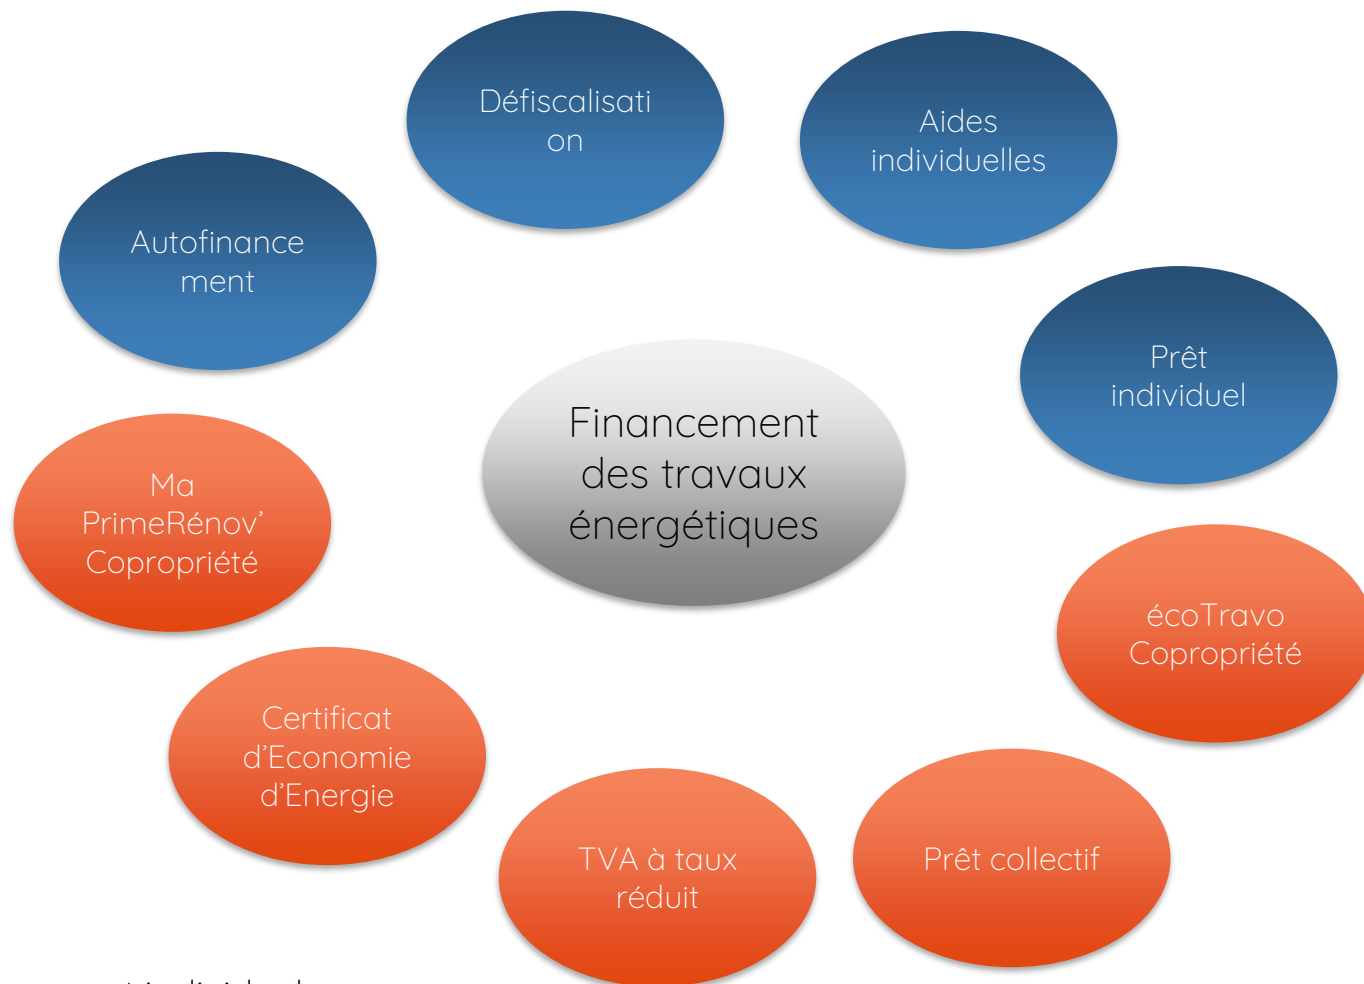 Défiscalisati
on
Aides
individuelles
Autofinance
ment
Prêt
individuel
Financement
des travaux
énergétiques
Ma
PrimeRénov’
Copropriété
écoTravo
Copropriété
Certificat
d’Economie
d’Energie
TVA à taux
réduit
Prêt collectif